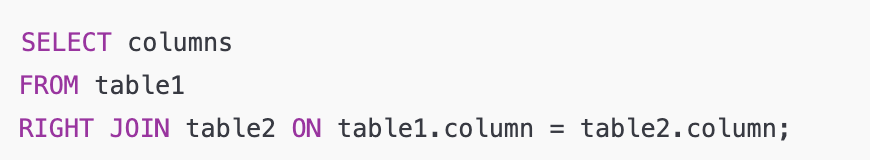 SELECT columns
FROM table1
RIGHT JOIN table2 ON table1.column = table2.column;